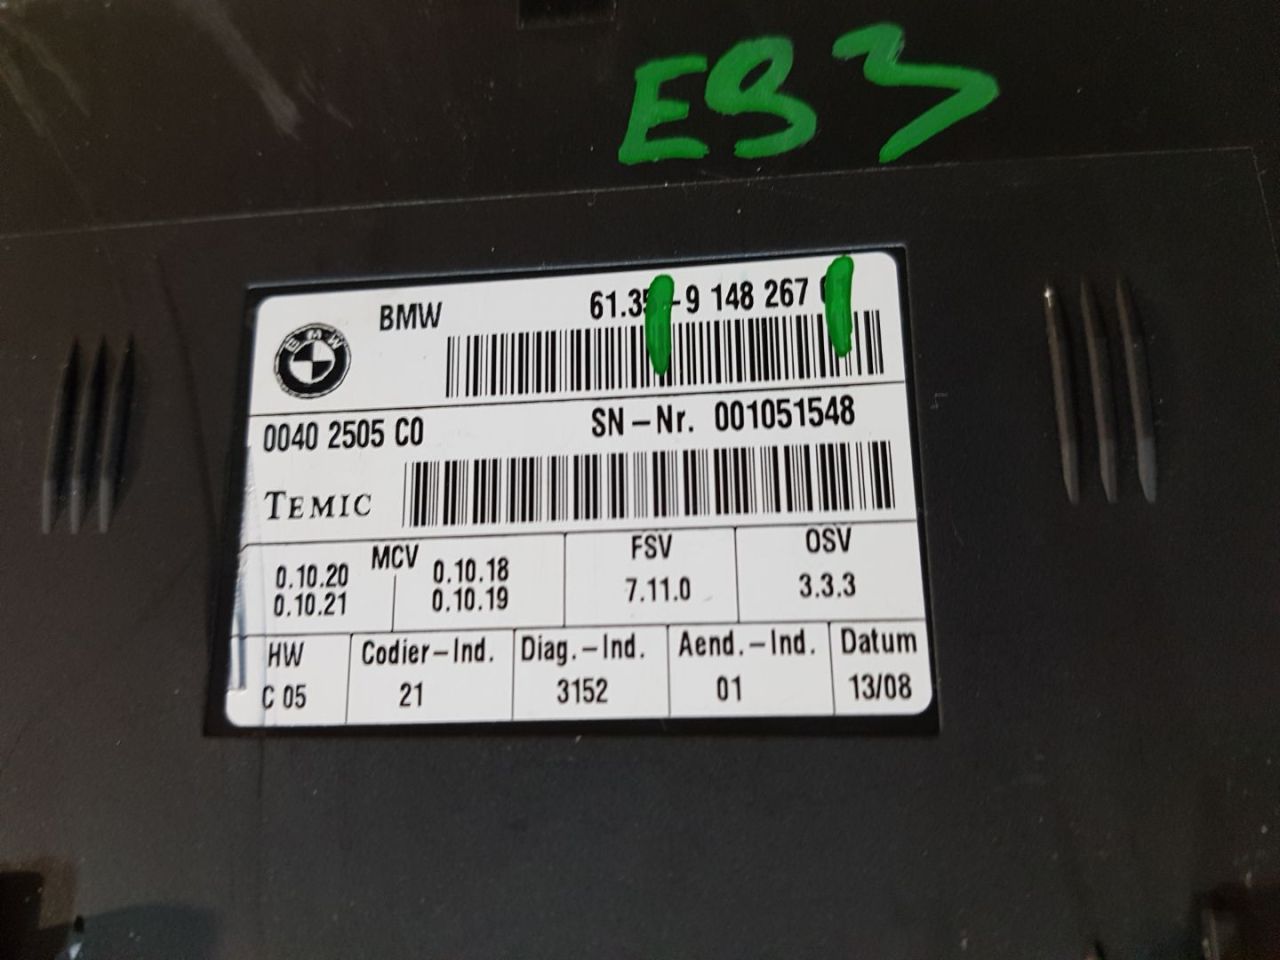 E93
BMW
61.35-9 148 267
BMW
0040 2505 C0
SN-Nr. 001051548
TEMIC
MCV
0.10.20
0.10.21
0.10.18
0.10.19
FSV
7.11.0
OSV
3.3.3
HW
C 05
Codier-Ind.
21
Diag.-Ind.
3152
Aend.-Ind.
01
Datum
13/08